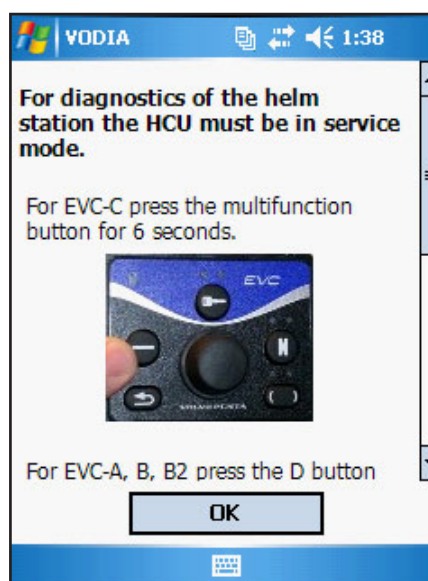 VODIA 1:38
For diagnostics of the helm
station the HCU must be in service
mode.
For EVC-C press the multifunction
button for 6 seconds.
EVC
N
VOLVO PENTA
For EVC-A, B, B2 press the D button
OK